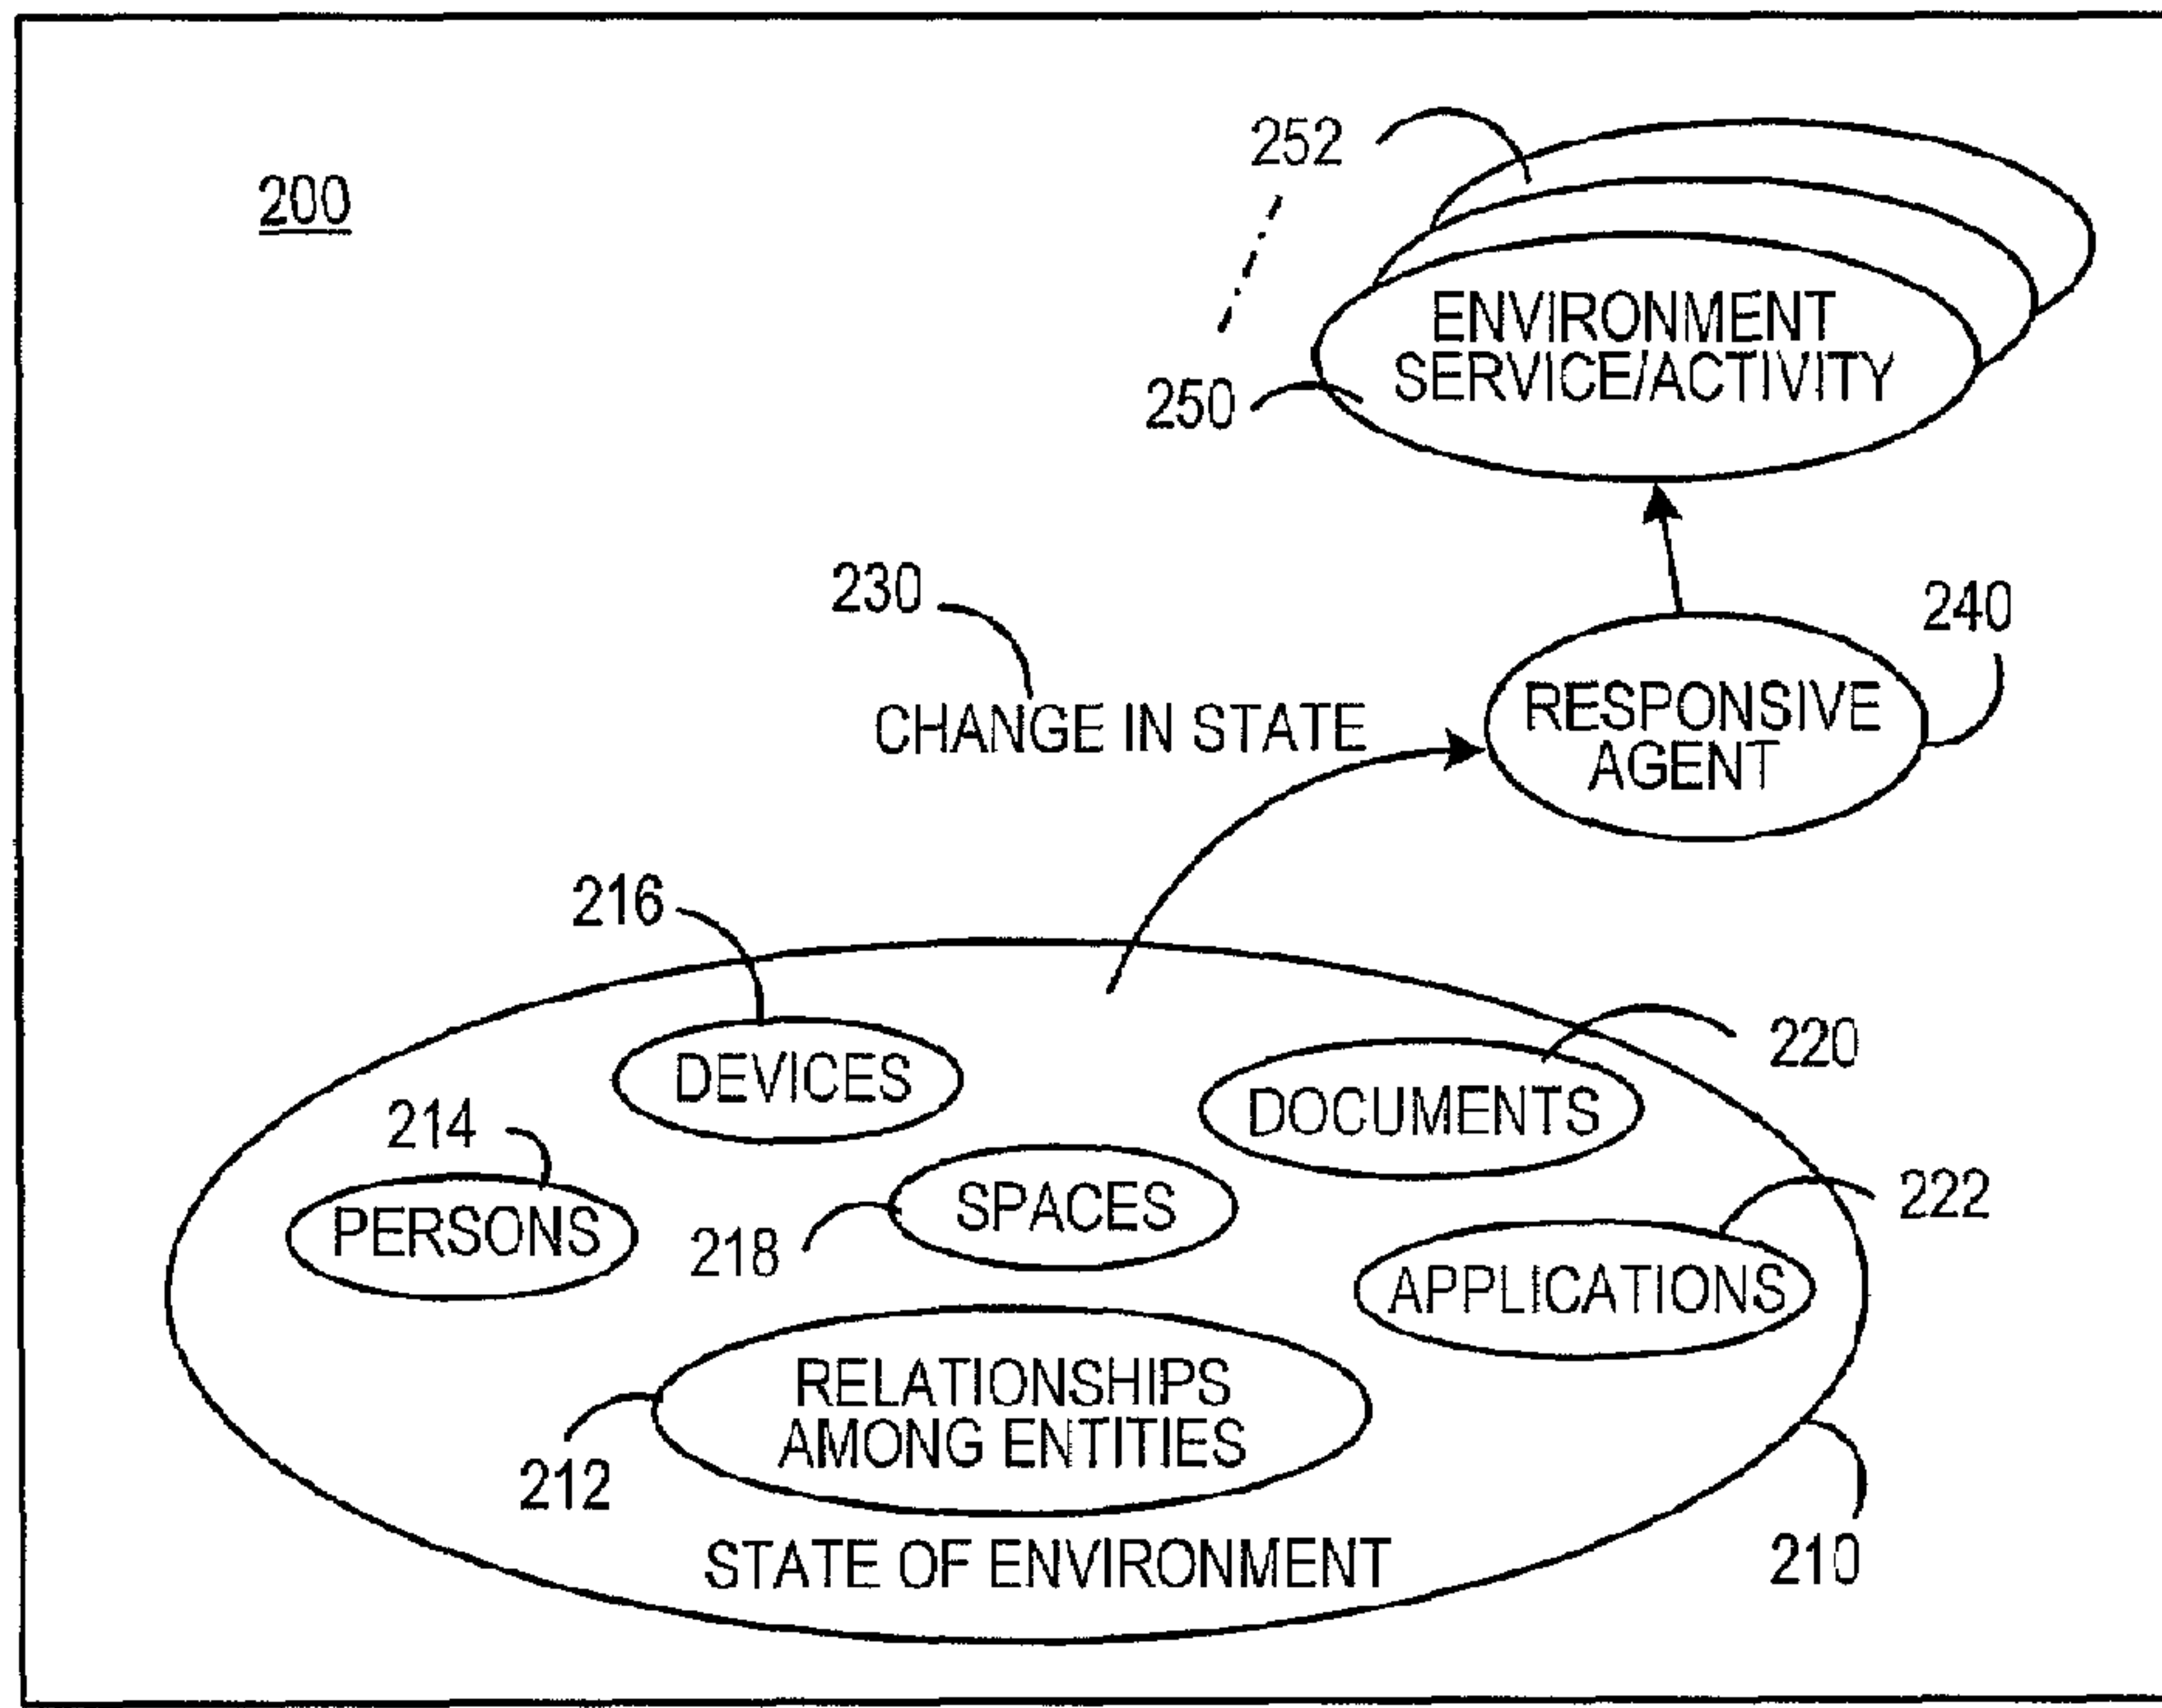 252
200
ENVIRONMENT
SERVICE/ACTIVITY
250
230
240
CHANGE IN STATE
RESPONSIVE
AGENT
216
DEVICES
220
DOCUMENTS
214
PERSONS
SPACES
218
222
APPLICATIONS
RELATIONSHIPS
AMONG ENTITIES
212
STATE OF ENVIRONMENT
210